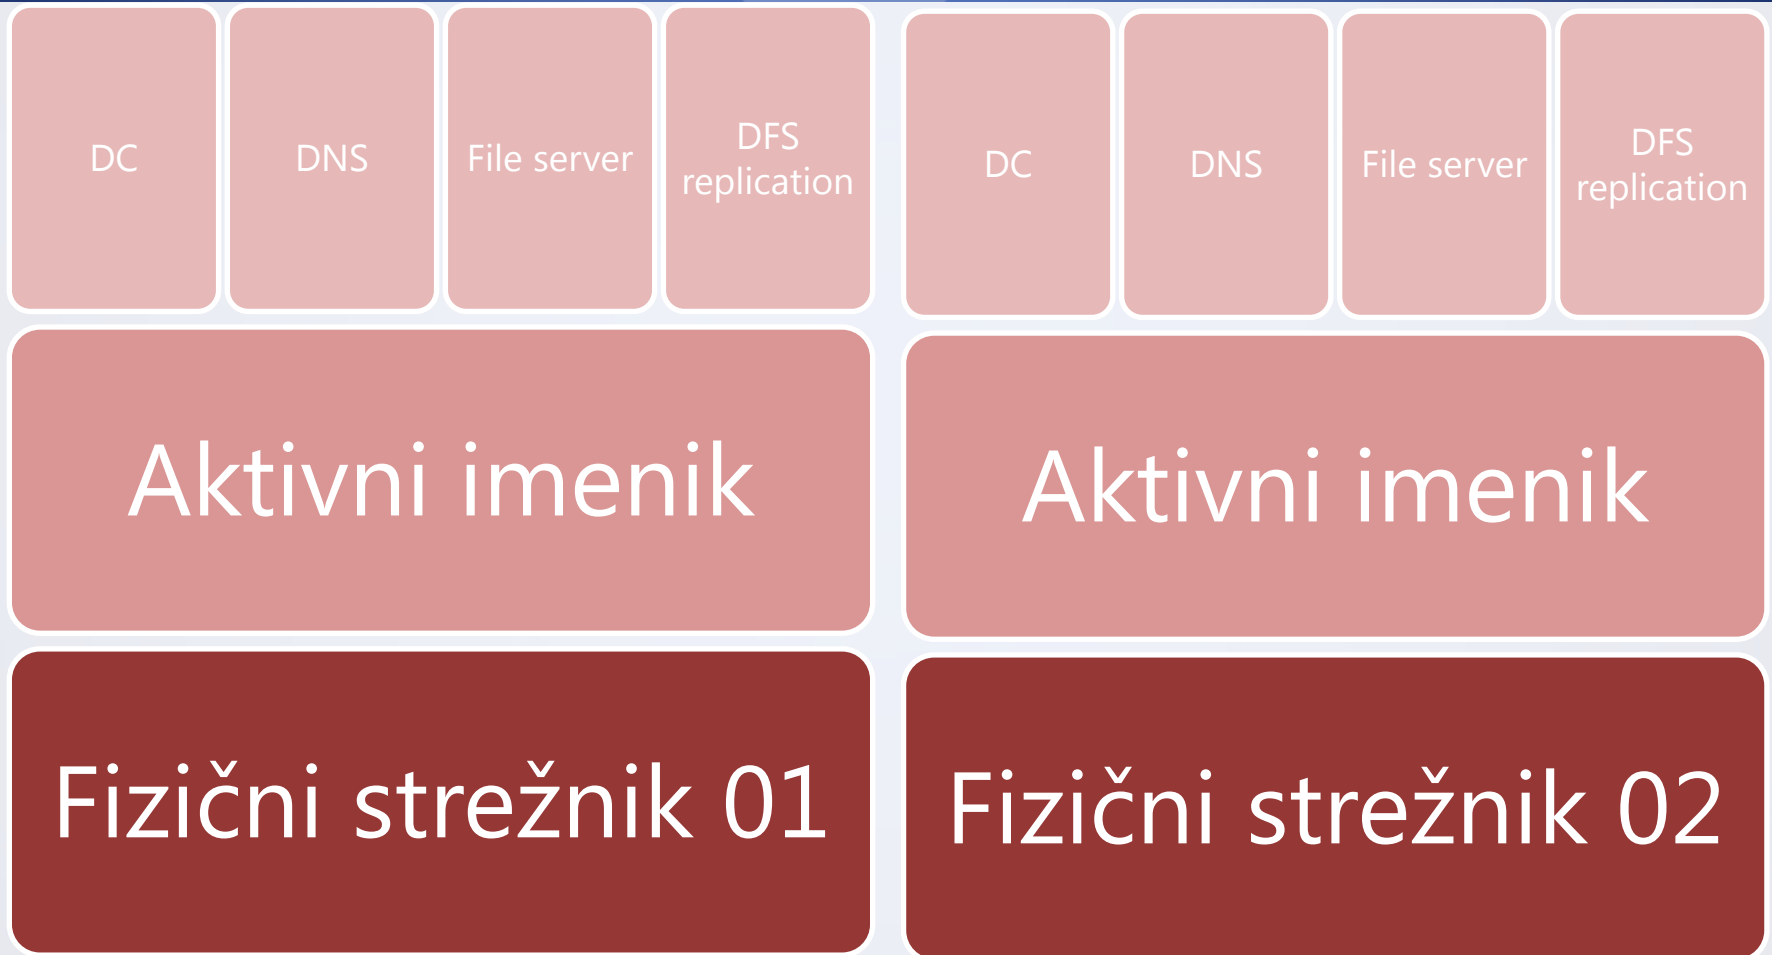 DC
DNS
File server
DFS
replication
Aktivni imenik
Fizični strežnik 01
DC
DNS
File server
DFS
replication
Aktivni imenik
Fizični strežnik 02